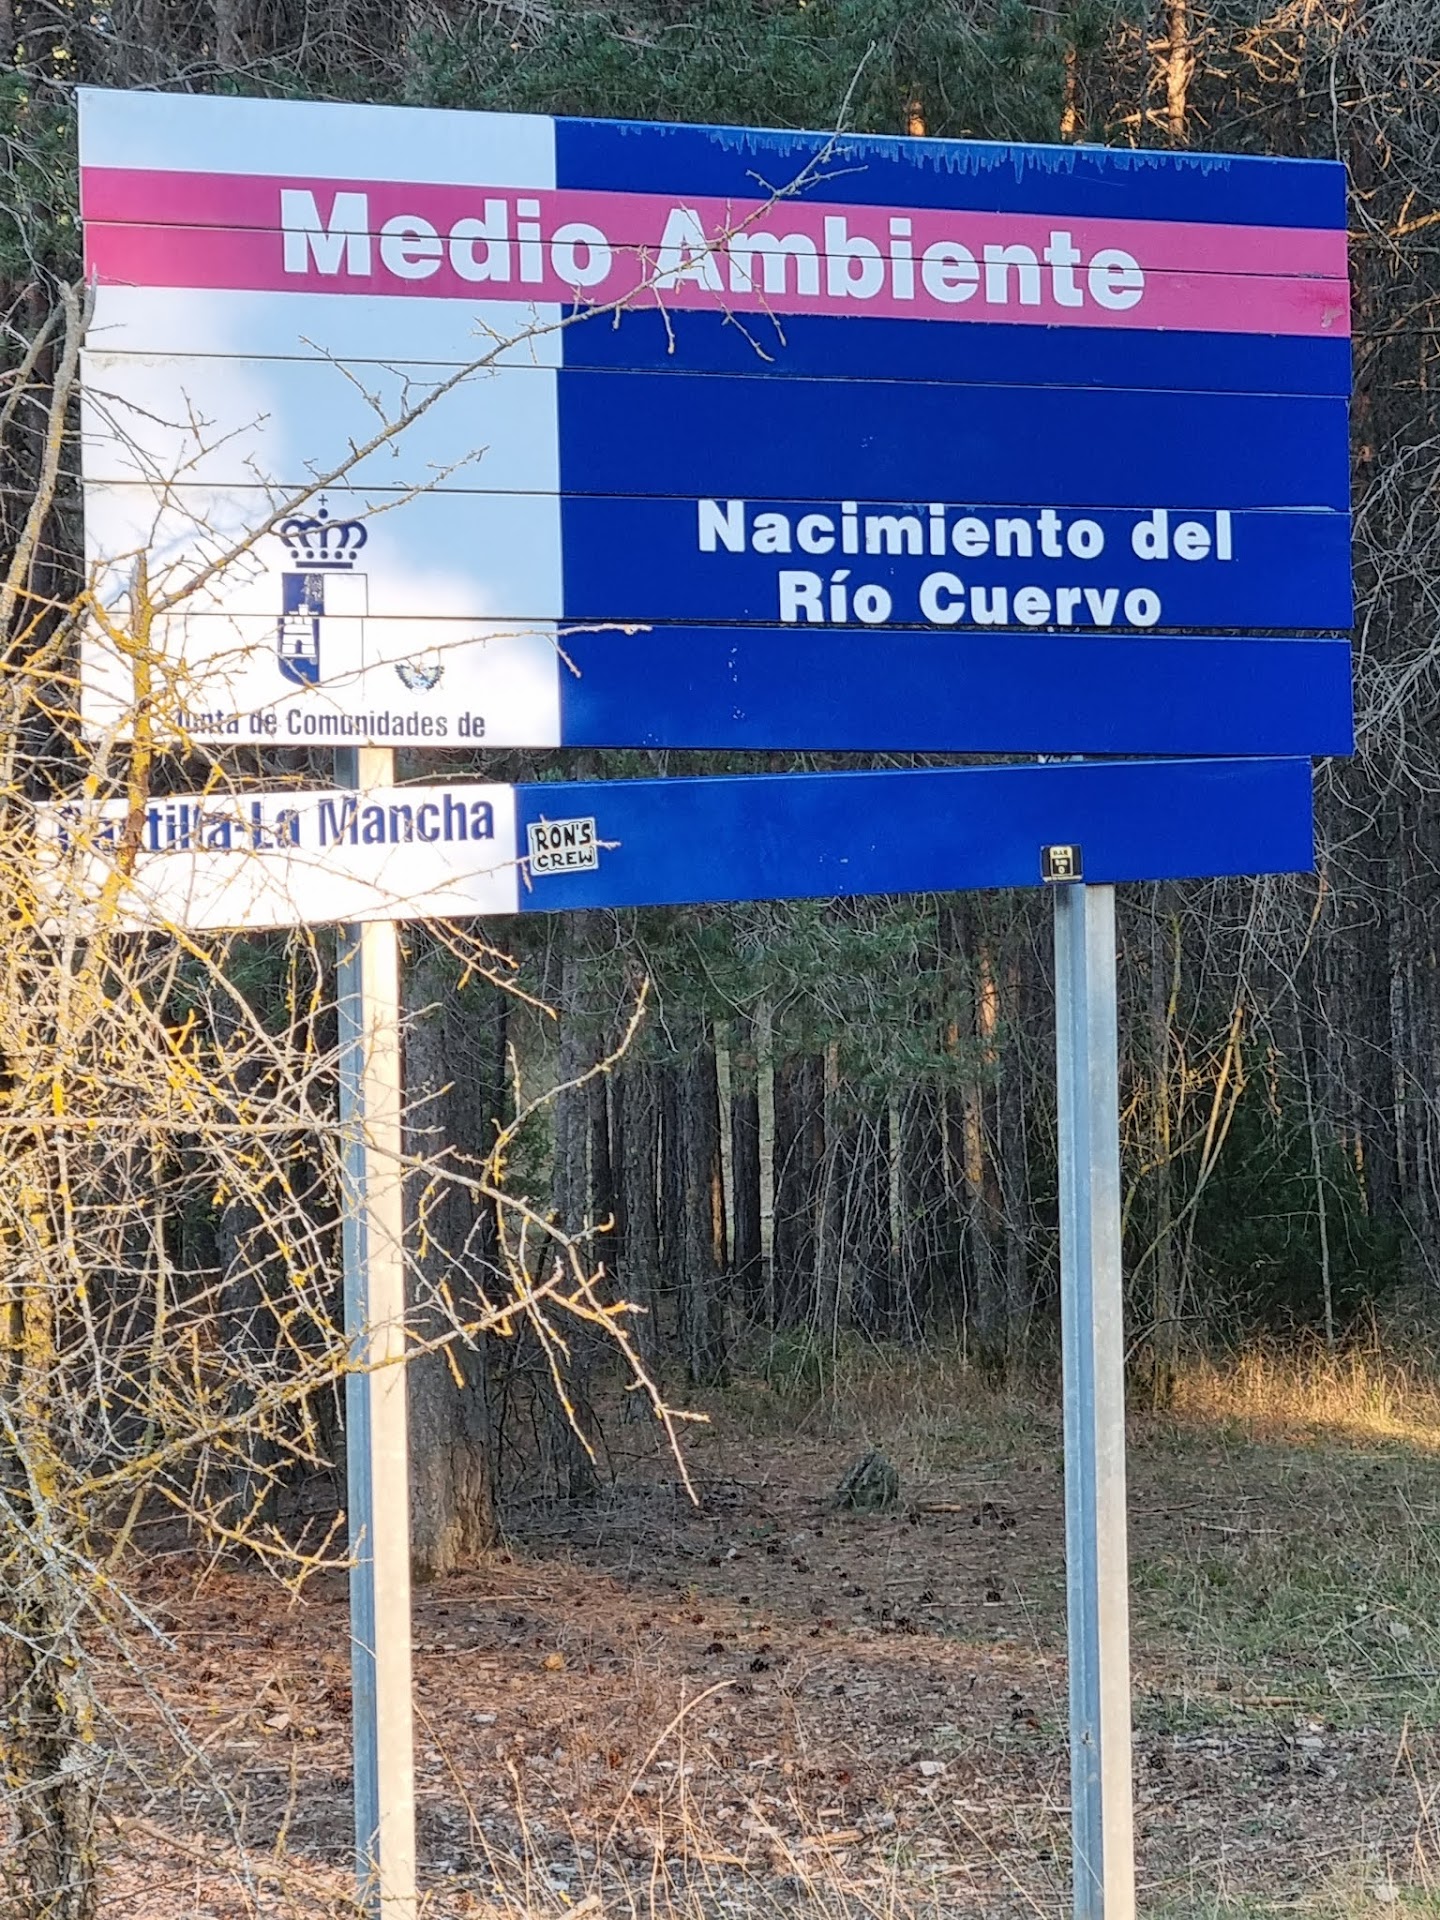 Medio Ambiente
Nacimiento del
Río Cuervo
Junta de Comunidades de
Castilla-La Mancha
RON'S
CREW